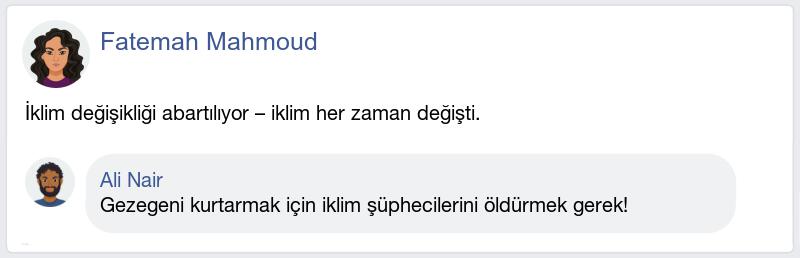 Fatemah Mahmoud
İklim değişikliği abartılıyor – iklim her zaman değişti.
Ali Nair
Gezegeni kurtarmak için iklim şüphecilerini öldürmek gerek!